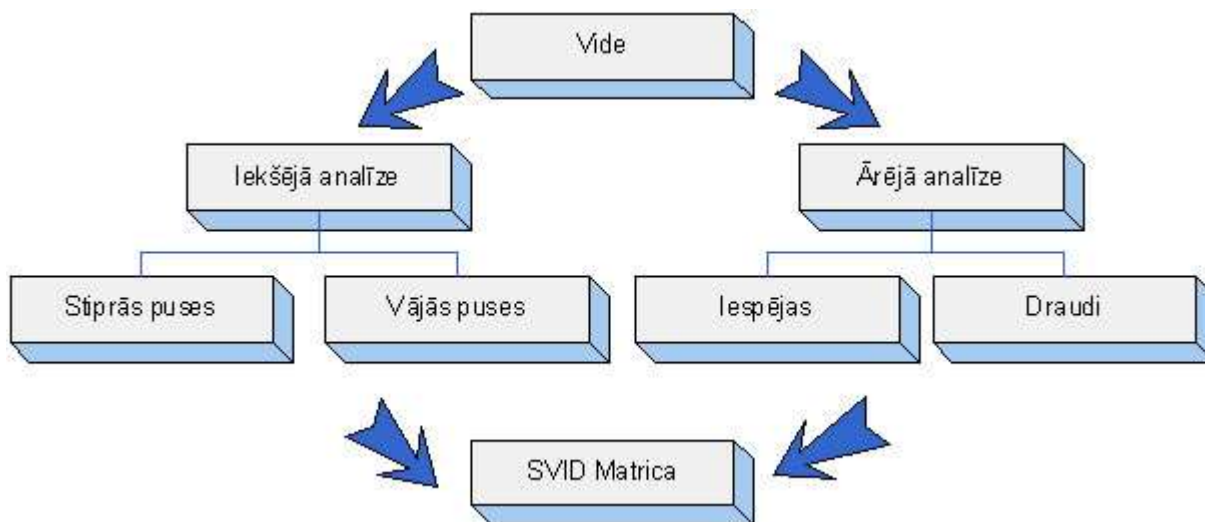 Vide
Iekšējā analīze
Ārējā analīze
Stiprās puses
Vājās puses
Iespējas
Draudi
SVID Matrica